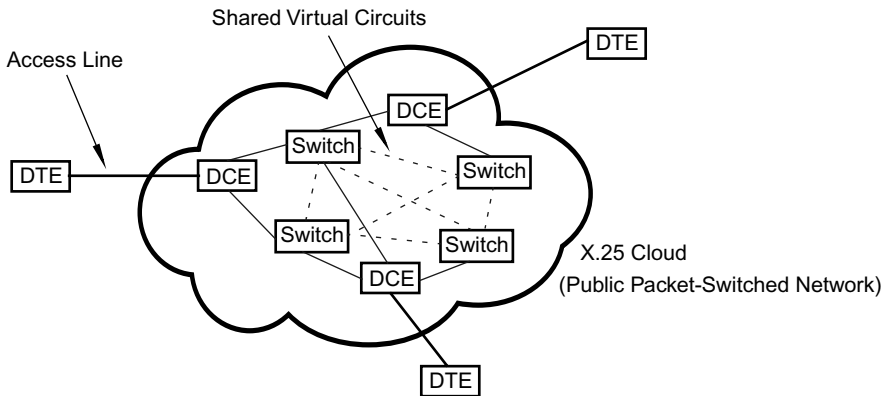 Shared Virtual Circuits
DTE
Access Line
DCE
Switch
DTE
DCE
Switch
Switch
Switch
X.25 Cloud
(Public Packet-Switched Network)
DCE
DTE